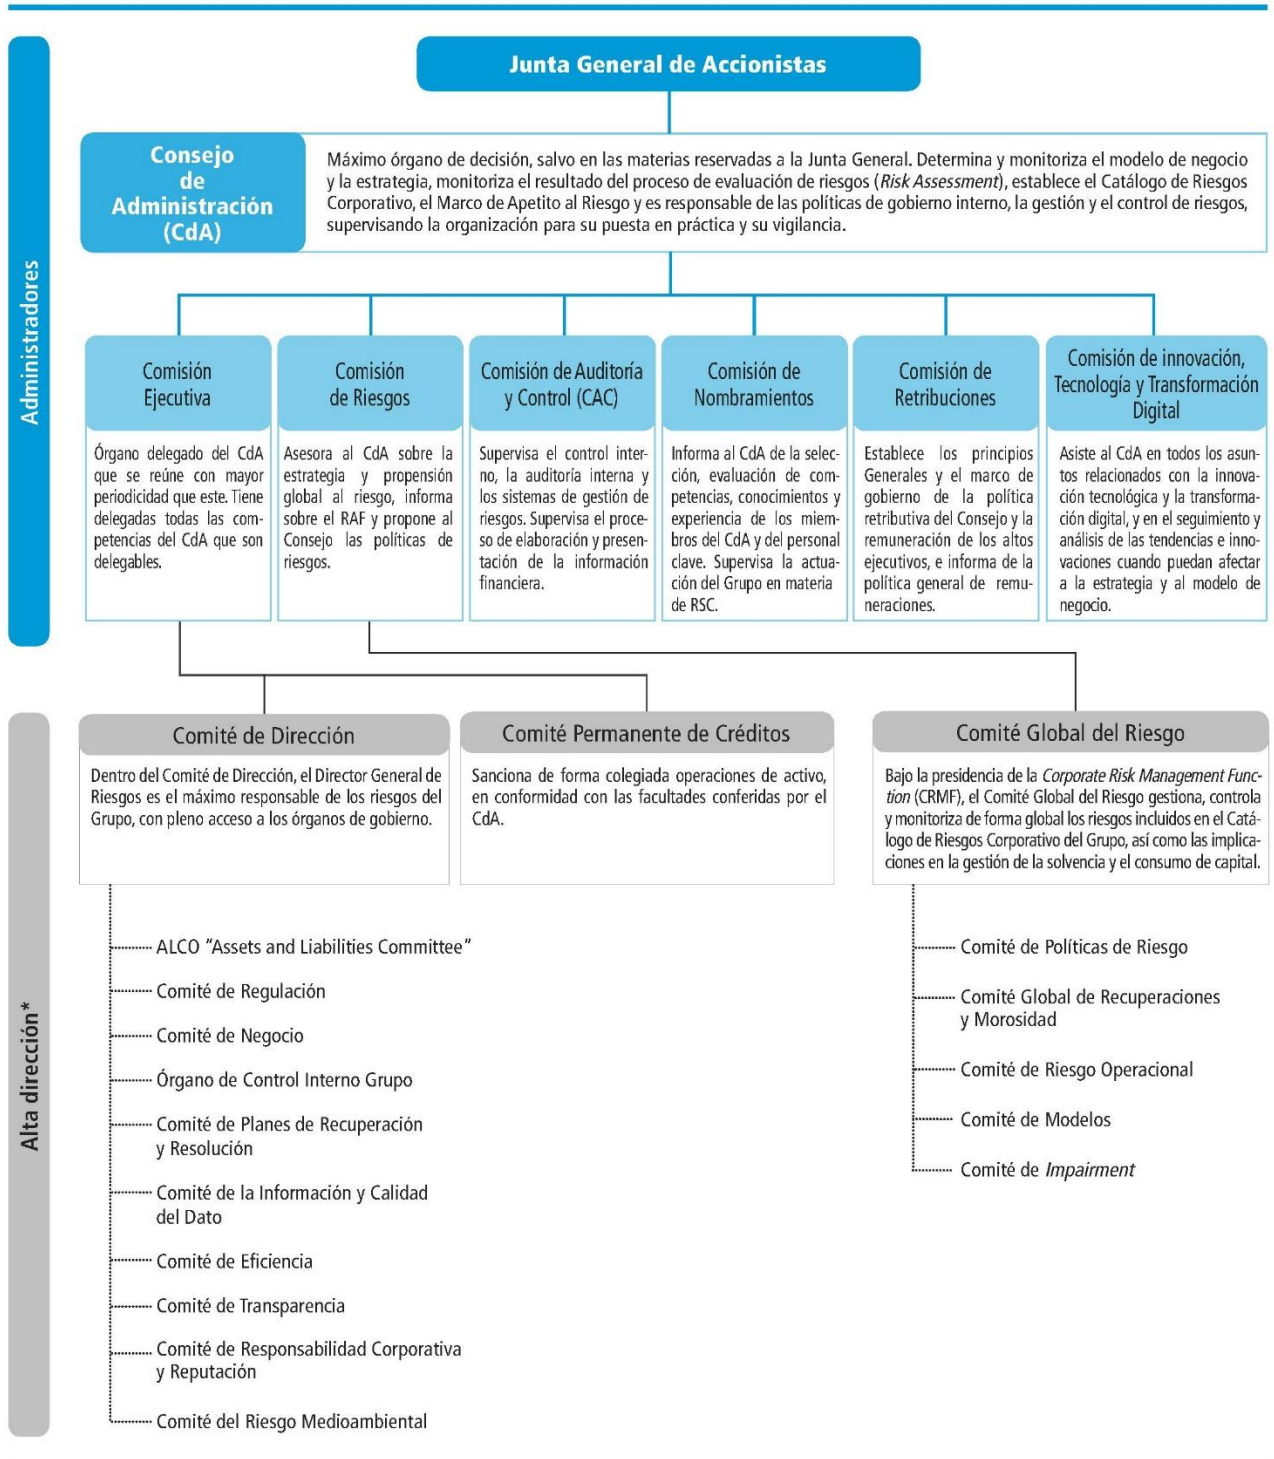 Junta General de Accionistas
Administradores
Consejo
de
Administración
(CdA)
Máximo órgano de decisión, salvo en las materias reservadas a la Junta General. Determina y monitoriza el modelo de negocio
y la estrategia, monitoriza el resultado del proceso de evaluación de riesgos (Risk Assessment), establece el Catálogo de Riesgos
Corporativo, el Marco de Apetito al Riesgo y es responsable de las políticas de gobierno interno, la gestión y el control de riesgos,
supervisando la organización para su puesta en práctica y su vigilancia.
Comisión
Ejecutiva
Órgano delegado del CdA
que se reúne con mayor
periodicidad que este. Tiene
delegadas todas las com-
petencias del CdA que son
delegables.
Comisión
de Riesgos
Asesora al CdA sobre la
estrategia y propensión
global al riesgo, informa
sobre el RAF y propone al
Consejo las políticas de
riesgos.
Comisión de Auditoría
y Control (CAC)
Supervisa el control inter-
no, la auditoría interna y
los sistemas de gestión de
riesgos. Supervisa el proce-
so de elaboración y presen-
tación de la información
financiera.
Comisión de
Nombramientos
Informa al CdA de la selec-
ción, evaluación de com-
petencias, conocimientos y
experiencia de los miem-
bros del CdA y del personal
clave. Supervisa la actua-
ción del Grupo en materia
de RSC.
Comisión de
Retribuciones
Establece los principios
Generales y el marco de
gobierno de la política
retributiva del Consejo y la
remuneración de los altos
ejecutivos, e informa de la
política general de remu-
neraciones.
Comisión de innovación,
Tecnología y Transformación
Digital
Asiste al CdA en todos los asun-
tos relacionados con la innova-
ción tecnológica y la transforma-
ción digital, y en el seguimiento y
análisis de las tendencias e inno-
vaciones cuando puedan afectar
a la estrategia y al modelo de
negocio.
Alta dirección*
Comité de Dirección
Dentro del Comité de Dirección, el Director General de
Riesgos es el máximo responsable de los riesgos del
Grupo, con pleno acceso a los órganos de gobierno.
ALCO "Assets and Liabilities Committee"
Comité de Regulación
Comité de Negocio
Órgano de Control Interno Grupo
Comité de Planes de Recuperación
y Resolución
Comité de la Información y Calidad
del Dato
Comité de Eficiencia
Comité de Transparencia
Comité de Responsabilidad Corporativa
y Reputación
Comité del Riesgo Medioambiental
Comité Permanente de Créditos
Sanciona de forma colegiada operaciones de activo,
en conformidad con las facultades conferidas por el
CdA.
Comité Global del Riesgo
Bajo la presidencia de la Corporate Risk Management Func-
tion (CRMF), el Comité Global del Riesgo gestiona, controla
y monitoriza de forma global los riesgos incluidos en el Catá-
logo de Riesgos Corporativo del Grupo, así como las implica-
ciones en la gestión de la solvencia y el consumo de capital.
Comité de Políticas de Riesgo
Comité Global de Recuperaciones
y Morosidad
Comité de Riesgo Operacional
Comité de Modelos
Comité de Impairment